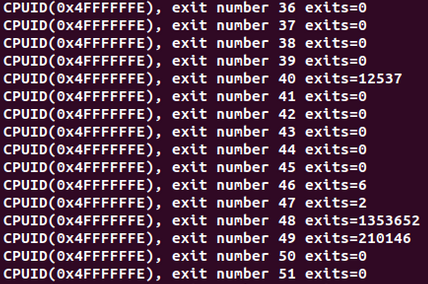 CPUID(0x4FFFFFFE), exit number 36 exits=0
CPUID(0x4FFFFFFE), exit number 37 exits=0
CPUID(0x4FFFFFFE), exit number 38 exits=0
CPUID(0x4FFFFFFE), exit number 39 exits=0
CPUID(0x4FFFFFFE), exit number 40 exits=12537
CPUID(0x4FFFFFFE), exit number 41 exits=0
CPUID(0x4FFFFFFE), exit number 42 exits=0
CPUID(0x4FFFFFFE), exit number 43 exits=0
CPUID(0x4FFFFFFE), exit number 44 exits=0
CPUID(0x4FFFFFFE), exit number 45 exits=0
CPUID(0x4FFFFFFE), exit number 46 exits=6
CPUID(0x4FFFFFFE), exit number 47 exits=2
CPUID(0x4FFFFFFE), exit number 48 exits=1353652
CPUID(0x4FFFFFFE), exit number 49 exits=210146
CPUID(0x4FFFFFFE), exit number 50 exits=0
CPUID(0x4FFFFFFE), exit number 51 exits=0